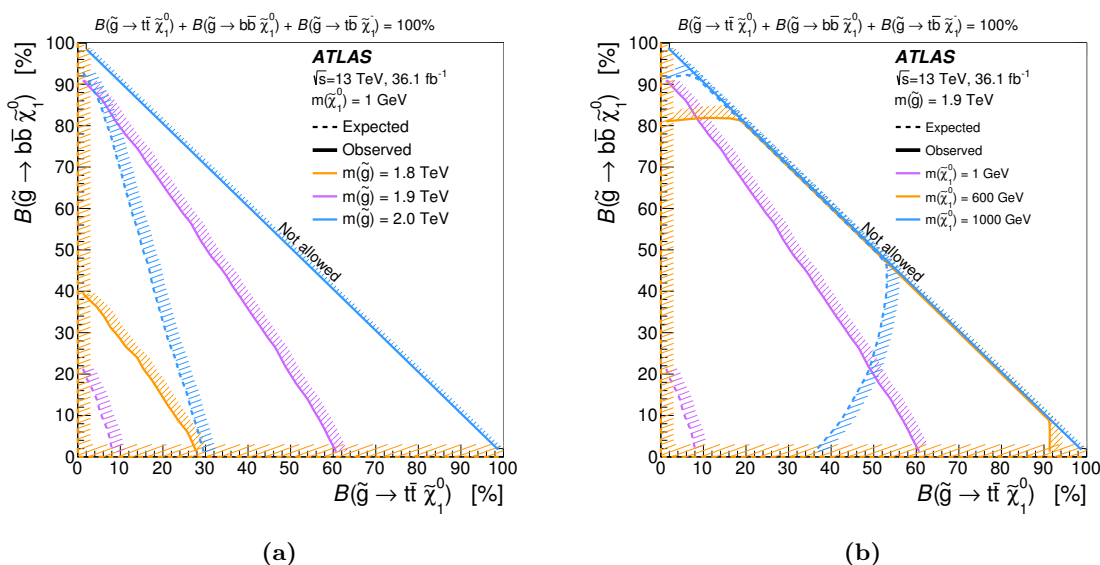 B(g̃ → tt̄ χ̃₁⁰) + B(g̃ → bb̄ χ̃₁⁰) + B(g̃ → tb̄ χ̃₁⁻) = 100%
B(g̃ → bb̄ χ̃₁⁰) [%]
100
90
80
70
60
50
40
30
20
10
0
ATLAS
√s=13 TeV, 36.1 fb⁻¹
m(χ̃₁⁰) = 1 GeV
Expected
Observed
m(g̃) = 1.8 TeV
m(g̃) = 1.9 TeV
m(g̃) = 2.0 TeV
Not allowed
0 10 20 30 40 50 60 70 80 90 100
B(g̃ → tt̄ χ̃₁⁰) [%]
(a)
B(g̃ → tt̄ χ̃₁⁰) + B(g̃ → bb̄ χ̃₁⁰) + B(g̃ → tb̄ χ̃₁⁻) = 100%
B(g̃ → bb̄ χ̃₁⁰) [%]
100
90
80
70
60
50
40
30
20
10
0
ATLAS
√s=13 TeV, 36.1 fb⁻¹
m(g̃) = 1.9 TeV
Expected
Observed
m(χ̃₁⁰) = 1 GeV
m(χ̃₁⁰) = 600 GeV
m(χ̃₁⁰) = 1000 GeV
Not allowed
0 10 20 30 40 50 60 70 80 90 100
B(g̃ → tt̄ χ̃₁⁰) [%]
(b)